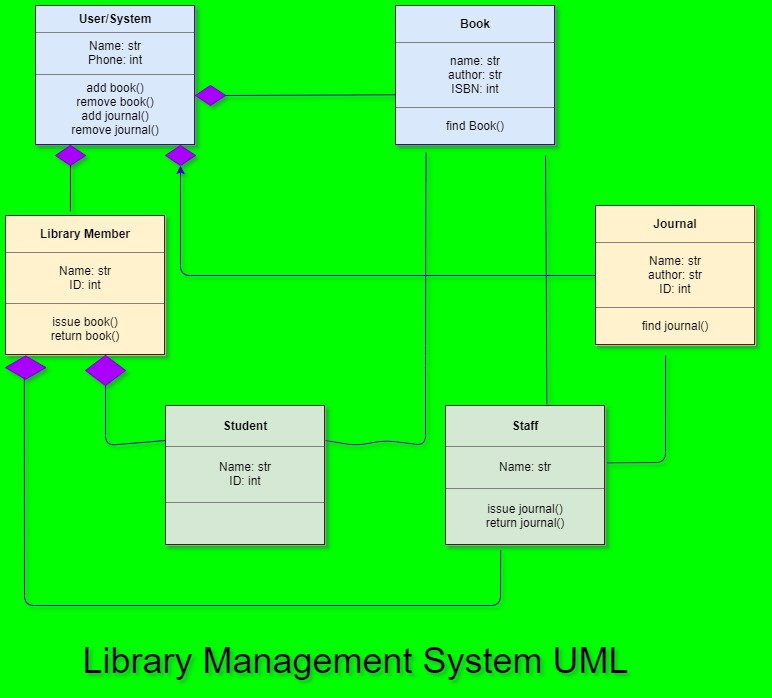 User/System
Name: str
Phone: int
add book()
remove book()
add journal()
remove journal()
Book
name: str
author: str
ISBN: int
find Book()
Library Member
Name: str
ID: int
issue book()
return book()
Journal
Name: str
author: str
ID: int
find journal()
Student
Name: str
ID: int
Staff
Name: str
issue journal()
return journal()
Library Management System UML